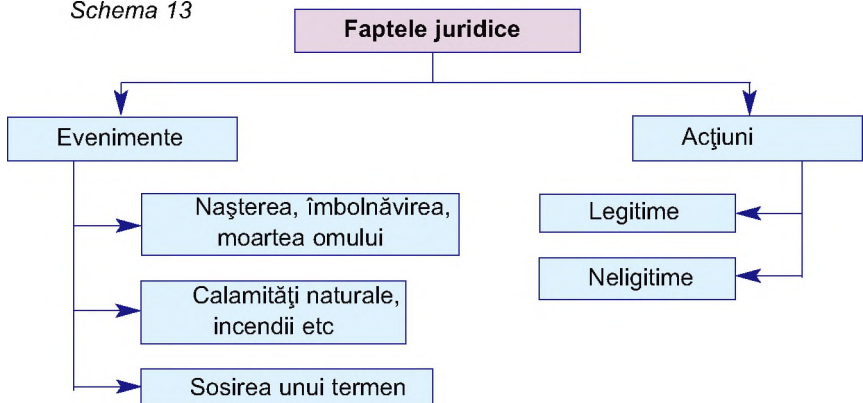 Schema 13
Faptele juridice
Evenimente
Acţiuni
Naşterea, îmbolnăvirea,
moartea omului
Legitime
Neligitime
Calamităţi naturale,
incendii etc
Sosirea unui termen